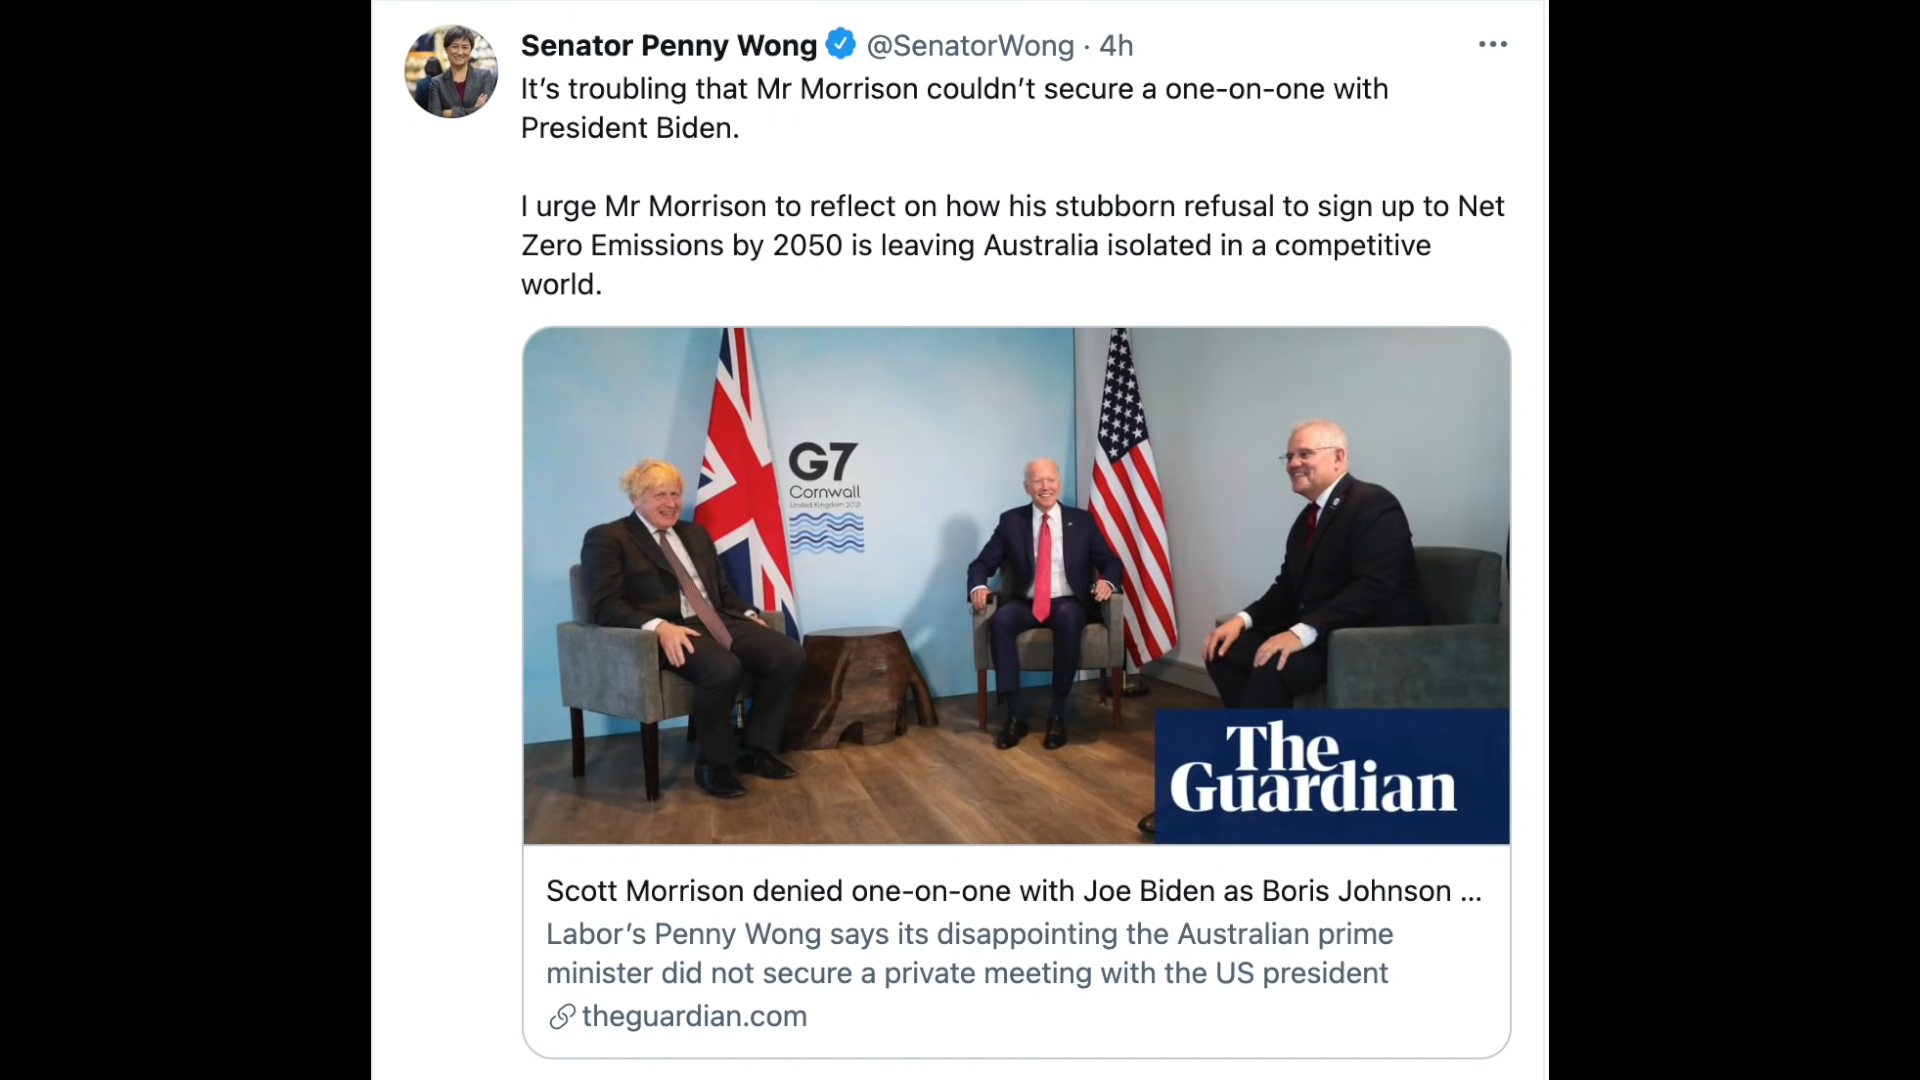 Senator Penny Wong @SenatorWong · 4h
It’s troubling that Mr Morrison couldn’t secure a one-on-one with
President Biden.
I urge Mr Morrison to reflect on how his stubborn refusal to sign up to Net
Zero Emissions by 2050 is leaving Australia isolated in a competitive
world.
G7
Cornwall
United Kingdom 2021
The
Guardian
Scott Morrison denied one-on-one with Joe Biden as Boris Johnson ...
Labor’s Penny Wong says its disappointing the Australian prime
minister did not secure a private meeting with the US president
theguardian.com